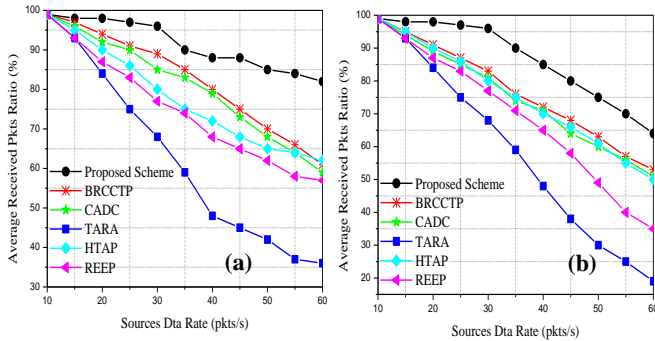 100
90
80
70
60
50
40
30
10 20 30 40 50 60
Average Received Pkts Ratio (%)
Sources Dta Rate (pkts/s)
Proposed Scheme
BRCCTP
CADC
TARA
HTAP
REEP
(a)
100
90
80
70
60
50
40
30
20
10 20 30 40 50 60
Average Received Pkts Ratio (%)
Sources Dta Rate (pkts/s)
Proposed Scheme
BRCCTP
CADC
TARA
HTAP
REEP
(b)